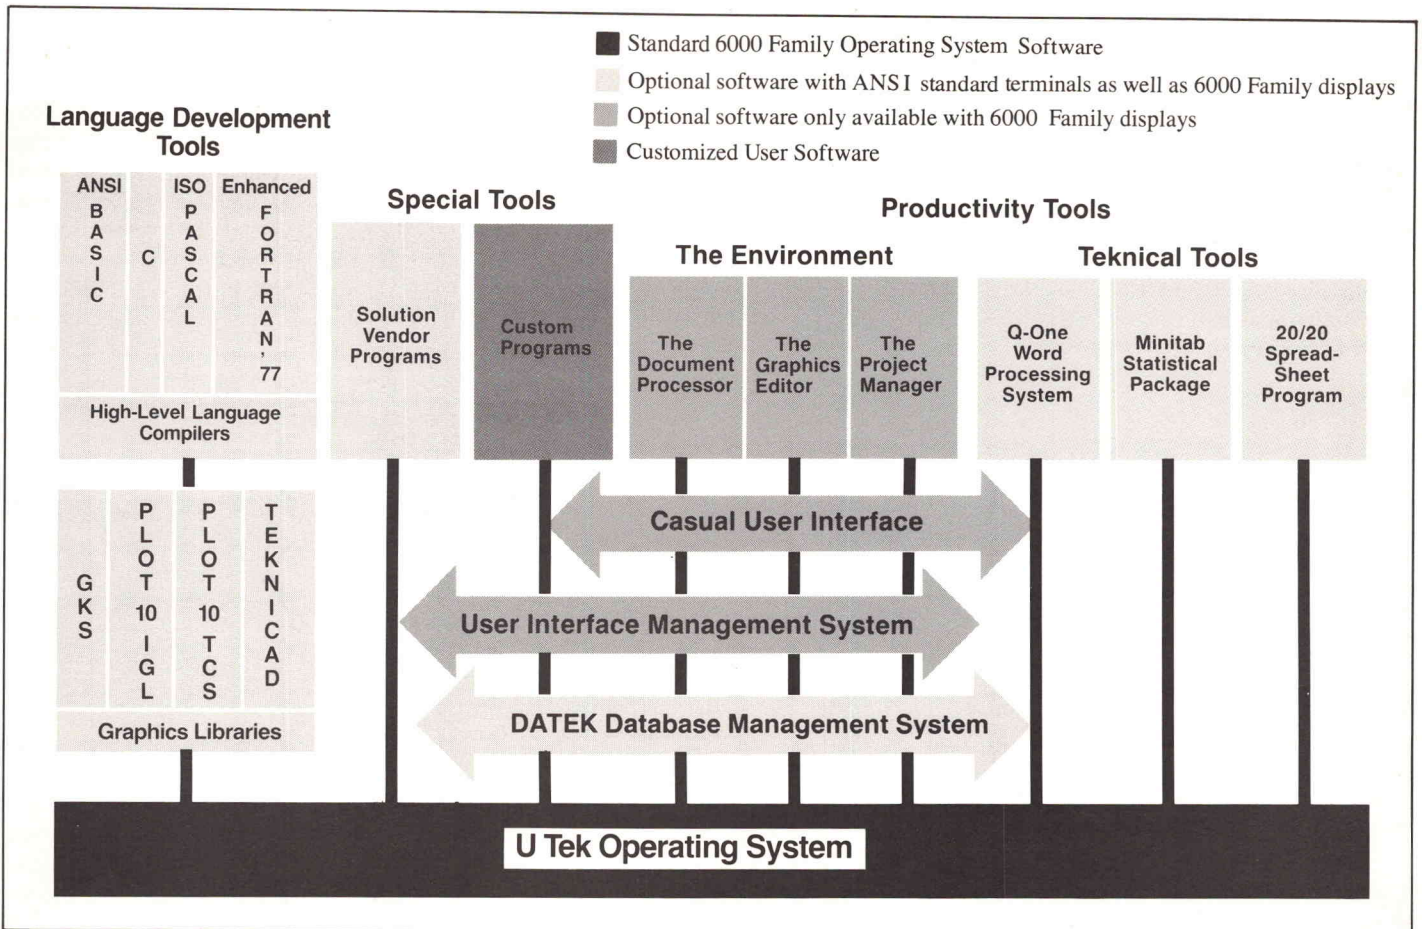 Standard 6000 Family Operating System Software
Optional software with ANSI standard terminals as well as 6000 Family displays
Optional software only available with 6000 Family displays
Customized User Software
Language Development
Tools
ANSI
BASIC
C
ISO
PASCAL
Enhanced
FORTRAN'77
High-Level Language
Compilers
GKS
PLOT 10 IGL
PLOT 10 TCS
TEKNICAD
Graphics Libraries
Special Tools
Solution
Vendor
Programs
Custom
Programs
Productivity Tools
The Environment
The
Document
Processor
The
Graphics
Editor
The
Project
Manager
Teknical Tools
Q-One
Word
Processing
System
Minitab
Statistical
Package
20/20
Spread-
Sheet
Program
Casual User Interface
User Interface Management System
DATEK Database Management System
U Tek Operating System